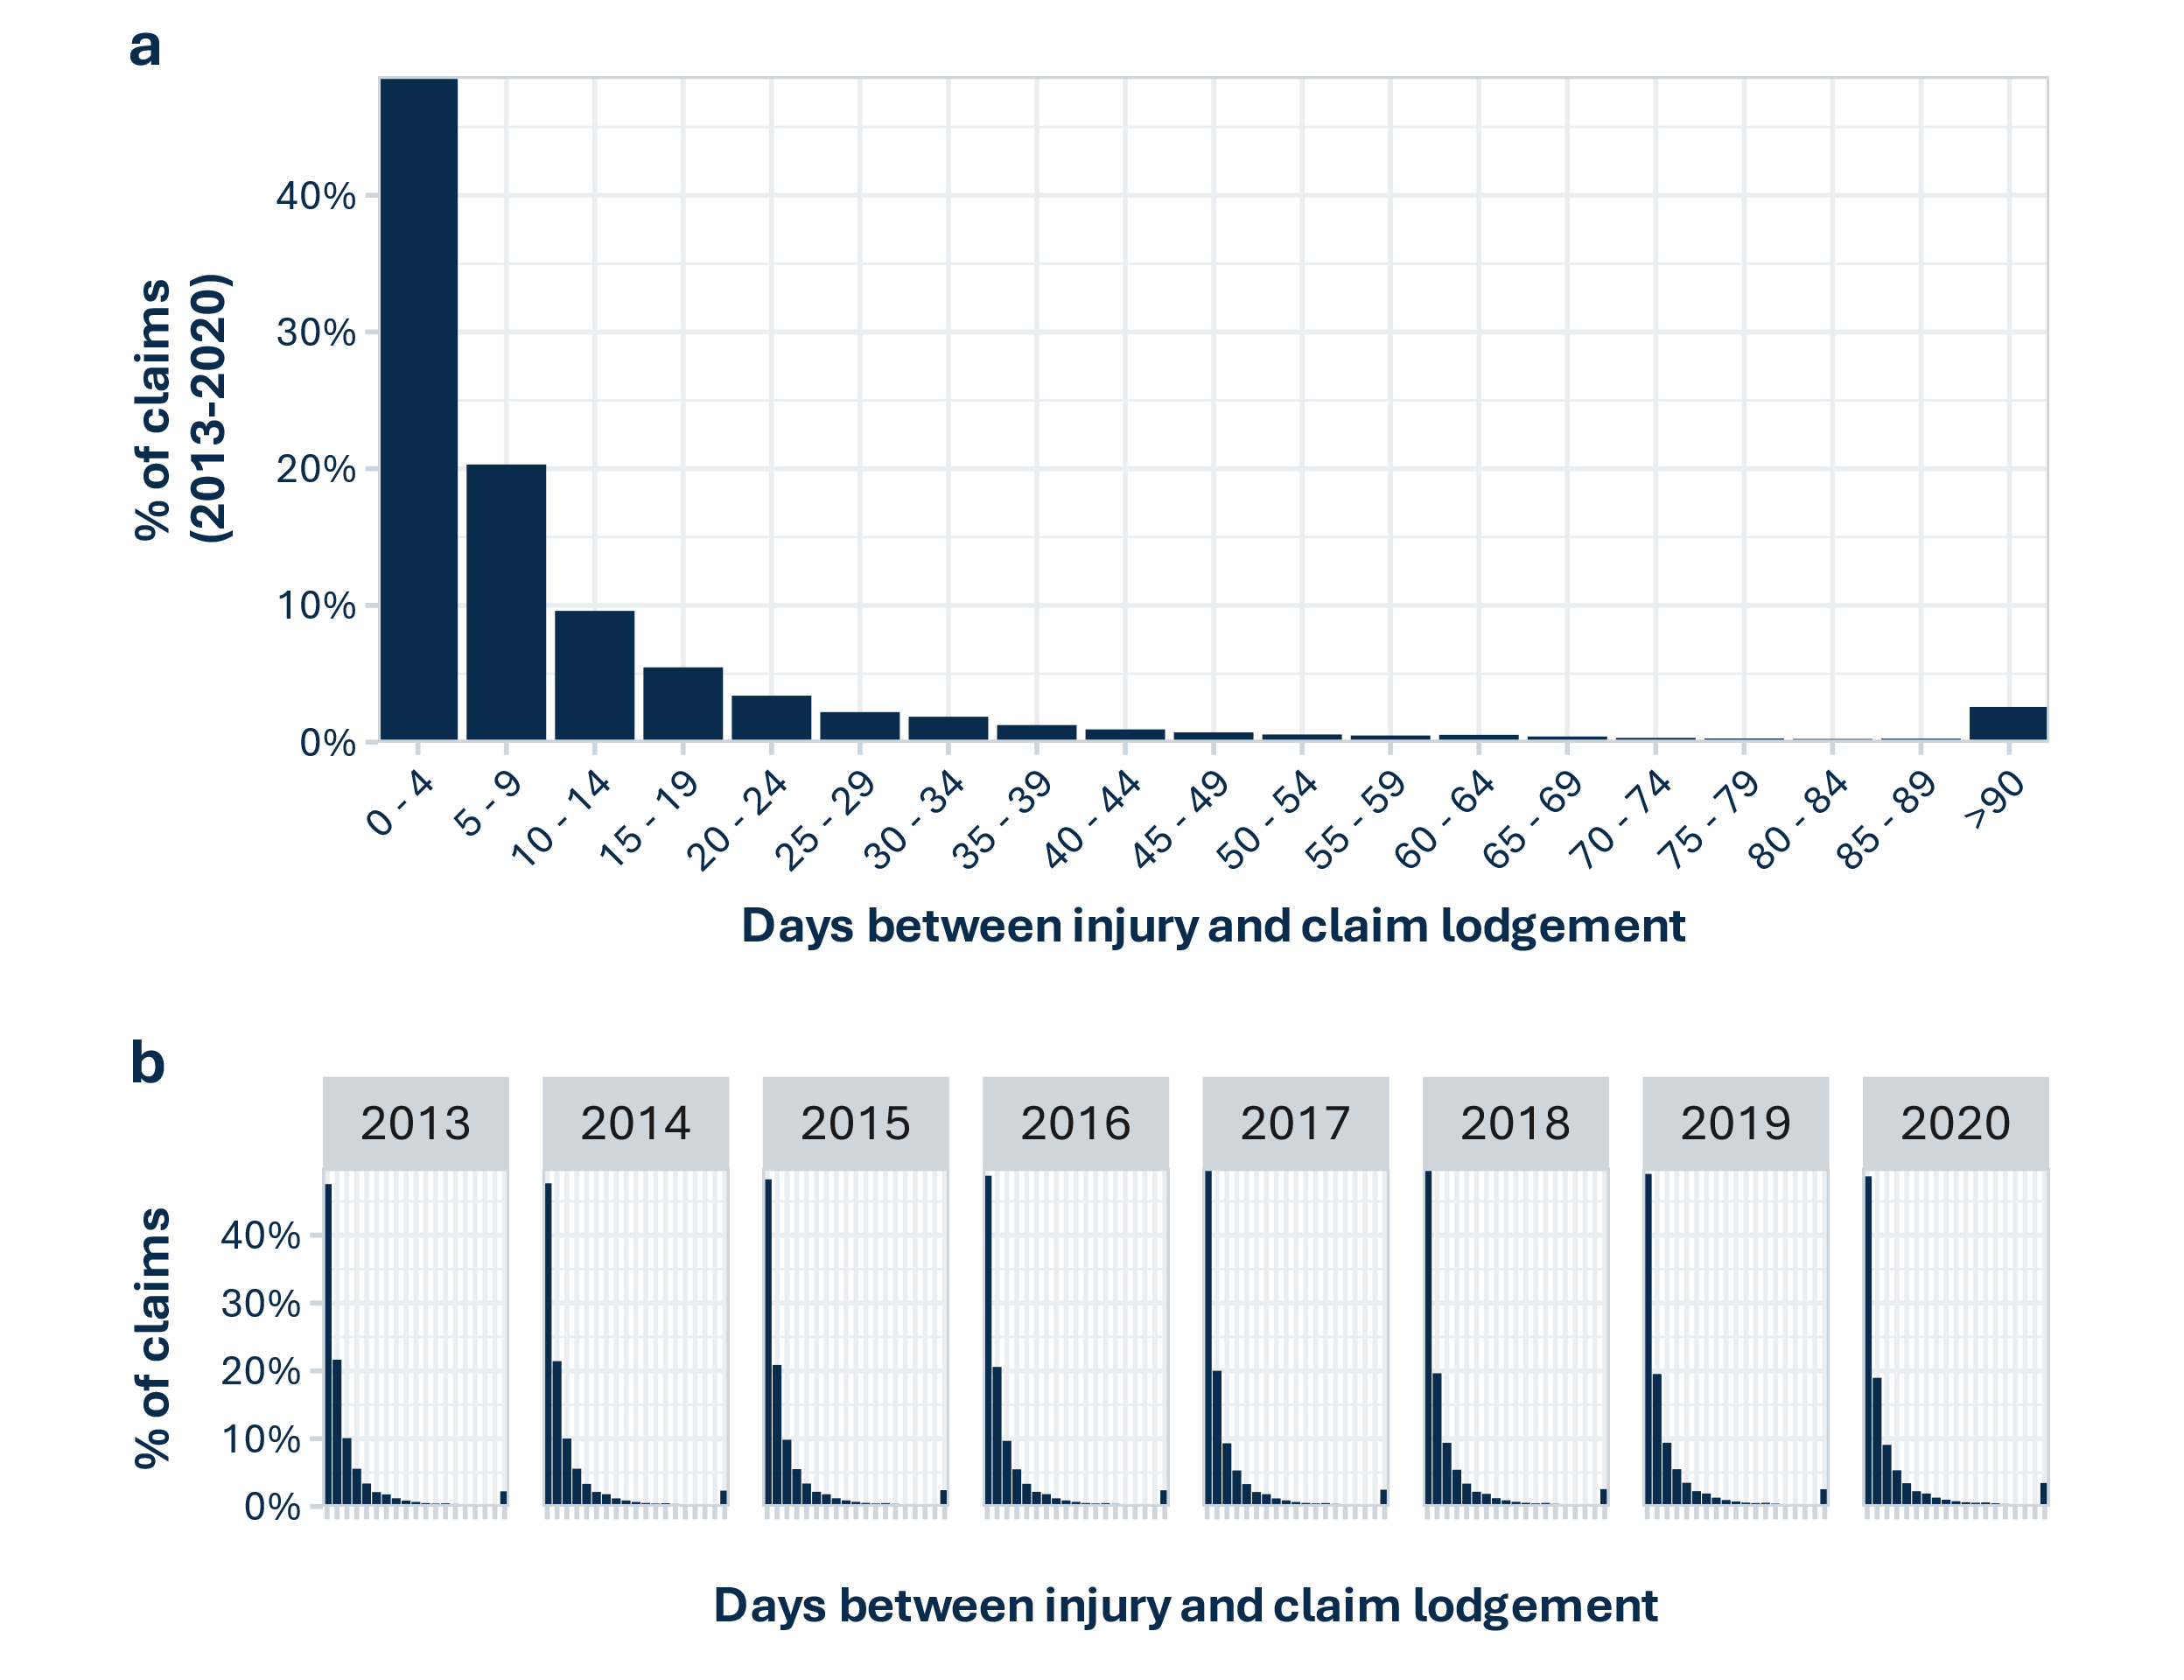 a
% of claims
(2013-2020)
40%
30%
20%
10%
0%
0 - 4
5 - 9
10 - 14
15 - 19
20 - 24
25 - 29
30 - 34
35 - 39
40 - 44
45 - 49
50 - 54
55 - 59
60 - 64
65 - 69
70 - 74
75 - 79
80 - 84
85 - 89
>90
Days between injury and claim lodgement
b
2013
2014
2015
2016
2017
2018
2019
2020
% of claims
40%
30%
20%
10%
0%
Days between injury and claim lodgement